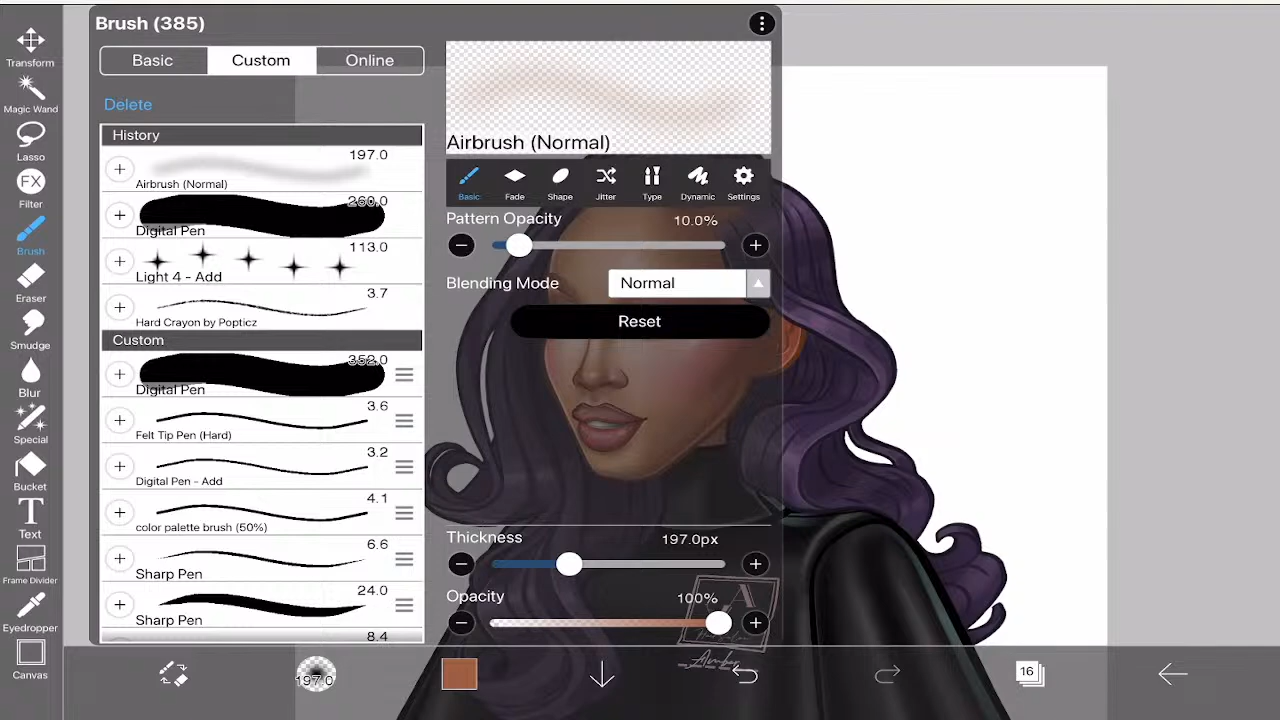 Brush (385)
Basic
Custom
Online
Delete
History
197.0
Airbrush (Normal)
260.0
Digital Pen
113.0
Light 4 - Add
3.7
Hard Crayon by Popticz
Custom
352.0
Digital Pen
3.6
Felt Tip Pen (Hard)
3.2
Digital Pen - Add
4.1
color palette brush (50%)
6.6
Sharp Pen
24.0
Sharp Pen
8.4
Airbrush (Normal)
Basic
Fade
Shape
Jitter
Type
Dynamic
Settings
Pattern Opacity
10.0%
Blending Mode
Normal
Reset
Thickness
197.0px
Opacity
100%
Transform
Magic Wand
Lasso
FX
Filter
Brush
Eraser
Smudge
Blur
Special
Bucket
T
Text
Frame Divider
Eyedropper
Canvas
197.0
16
Amber